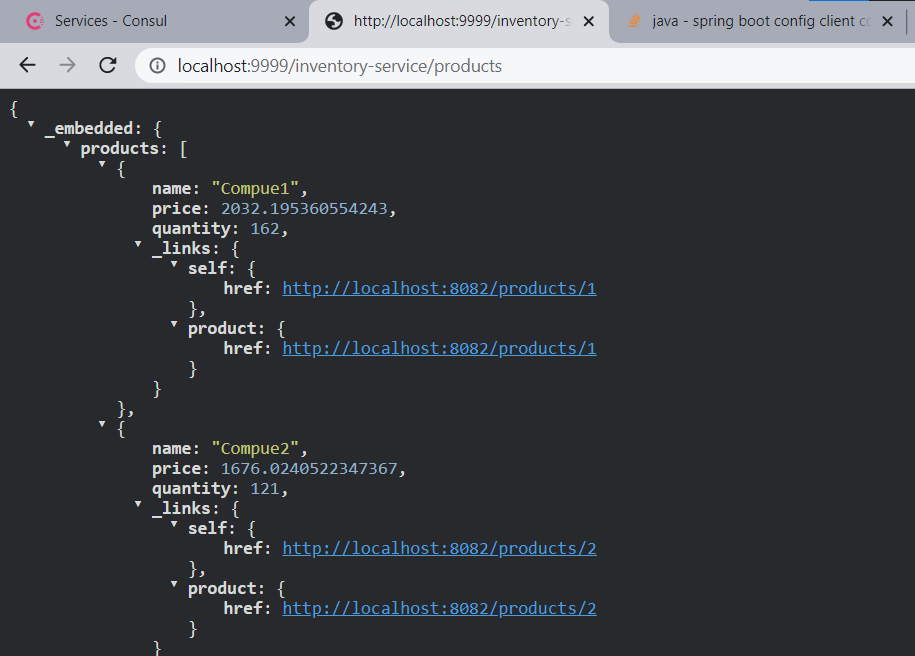 Services - Consul
http://localhost:9999/inventory-s
java - spring boot config client co
localhost:9999/inventory-service/products
{
_embedded: {
products: [
{
name: "Compue1",
price: 2032.195360554243,
quantity: 162,
_links: {
self: {
href: http://localhost:8082/products/1
},
product: {
href: http://localhost:8082/products/1
}
}
},
{
name: "Compue2",
price: 1676.0240522347367,
quantity: 121,
_links: {
self: {
href: http://localhost:8082/products/2
},
product: {
href: http://localhost:8082/products/2
}
}